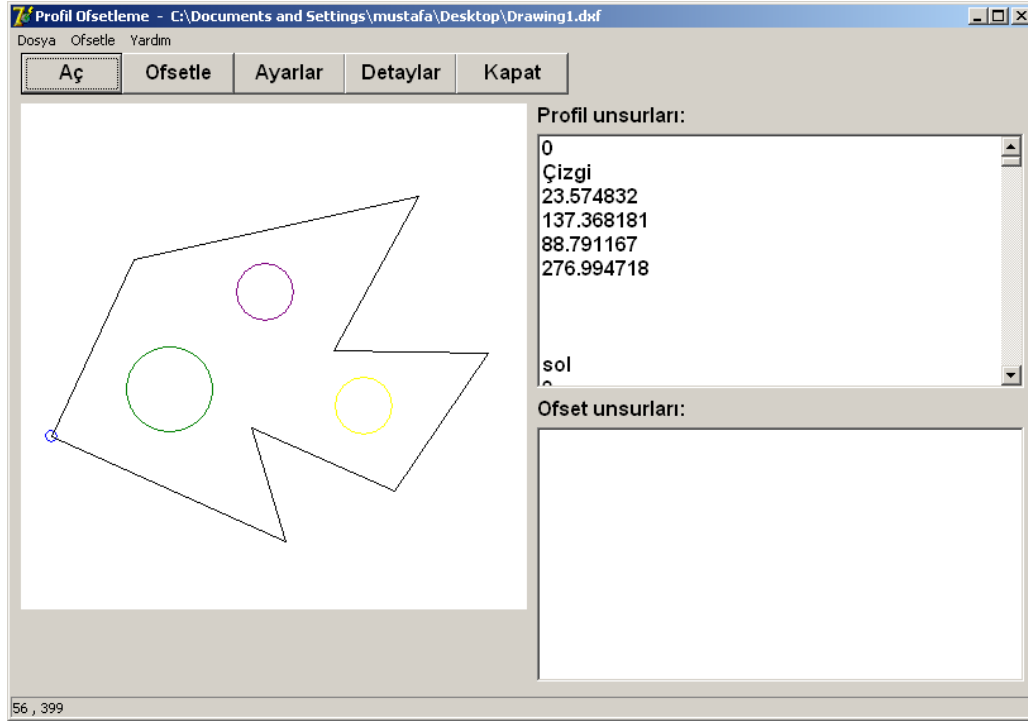 Profil Ofsetleme - C:\Documents and Settings\mustafa\Desktop\Drawing1.dxf
Dosya Ofsetle Yardım
Aç Ofsetle Ayarlar Detaylar Kapat
Profil unsurları:
0
Çizgi
23.574832
137.368181
88.791167
276.994718
sol
Ofset unsurları:
56 , 399